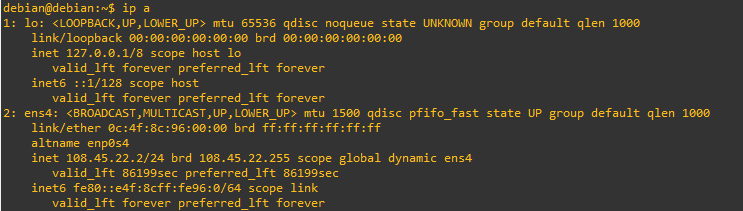 debian@debian:~$ ip a
1: lo: <LOOPBACK,UP,LOWER_UP> mtu 65536 qdisc noqueue state UNKNOWN group default qlen 1000
    link/loopback 00:00:00:00:00:00 brd 00:00:00:00:00:00
    inet 127.0.0.1/8 scope host lo
       valid_lft forever preferred_lft forever
    inet6 ::1/128 scope host
       valid_lft forever preferred_lft forever
2: ens4: <BROADCAST,MULTICAST,UP,LOWER_UP> mtu 1500 qdisc pfifo_fast state UP group default qlen 1000
    link/ether 0c:4f:8c:96:00:00 brd ff:ff:ff:ff:ff:ff
    altname enp0s4
    inet 108.45.22.2/24 brd 108.45.22.255 scope global dynamic ens4
       valid_lft 86199sec preferred_lft 86199sec
    inet6 fe80::e4f:8cff:fe96:0/64 scope link
       valid_lft forever preferred_lft forever